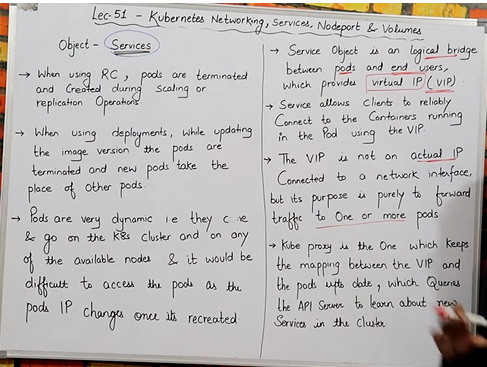 Lec-51 - Kubernetes Networking, Services, Nodeport & Volumes
Object - Services
→ When using RC, pods are terminated
and Created during Scaling or
replication Operations
→ When using deployments, while updating
the image version the pods are
terminated and new pods take the
place of other pods.
→ Pods are very dynamic i.e they
& go on the K8s cluster and on any
of the available nodes & it would be
difficult to access the pods as the
pods IP changes once its recreated
→ Service Object is an logical bridge
between pods and end users,
which provides virtual IP (VIP)
→ Service allows clients to reliably
Connect to the Containers running
in the Pod using the VIP.
→ The VIP is not an actual IP
Connected to a network interface,
but its purpose is purely to forward
traffic to One or more pods
→ Kube proxy is the One which keeps
the mapping between the VIP and
the pods upto date, which Queries
the API Server to learn about new
Services in the Cluster